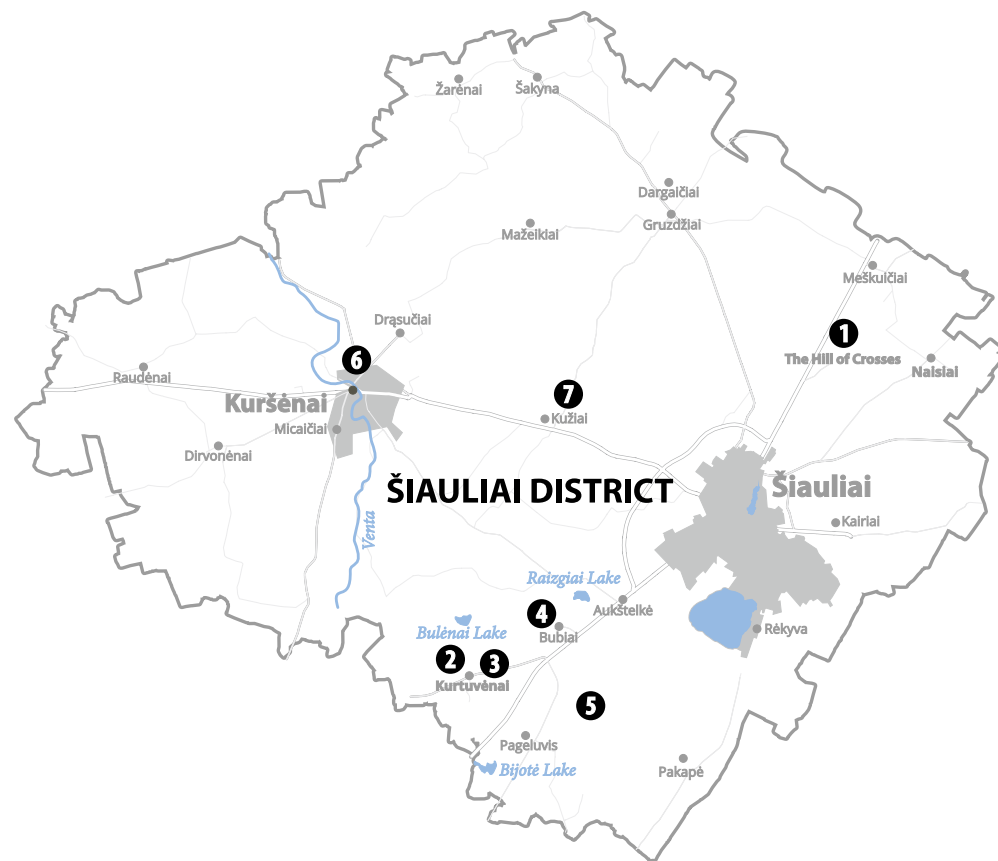 Žarėnai
Šakyna
Dargaičiai
Gruzdžiai
Mažeikiai
Meškuičiai
Drąsučiai
1
The Hill of Crosses
6
Naisiai
Raudėnai
Kuršėnai
7
Kužiai
Micaičiai
Dirvonėnai
ŠIAULIAI DISTRICT
Šiauliai
Venta
Kairiai
Raizgiai Lake
Aukštelkė
4
Bubiai
Bulėnai Lake
Rėkyva
2
3
Kurtuvėnai
5
Pageluvis
Bijotė Lake
Pakapė